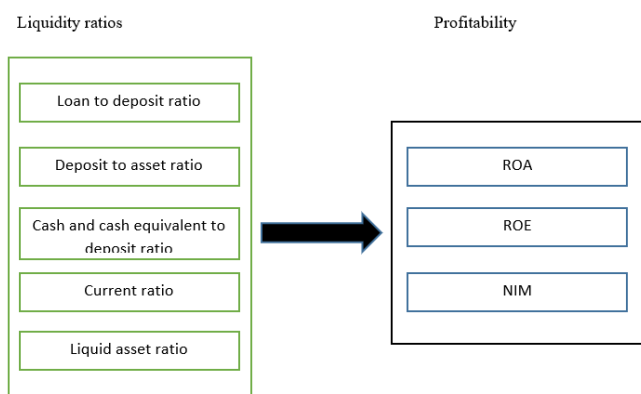 Liquidity ratios
Loan to deposit ratio
Deposit to asset ratio
Cash and cash equivalent to
deposit ratio
Current ratio
Liquid asset ratio
Profitability
ROA
ROE
NIM